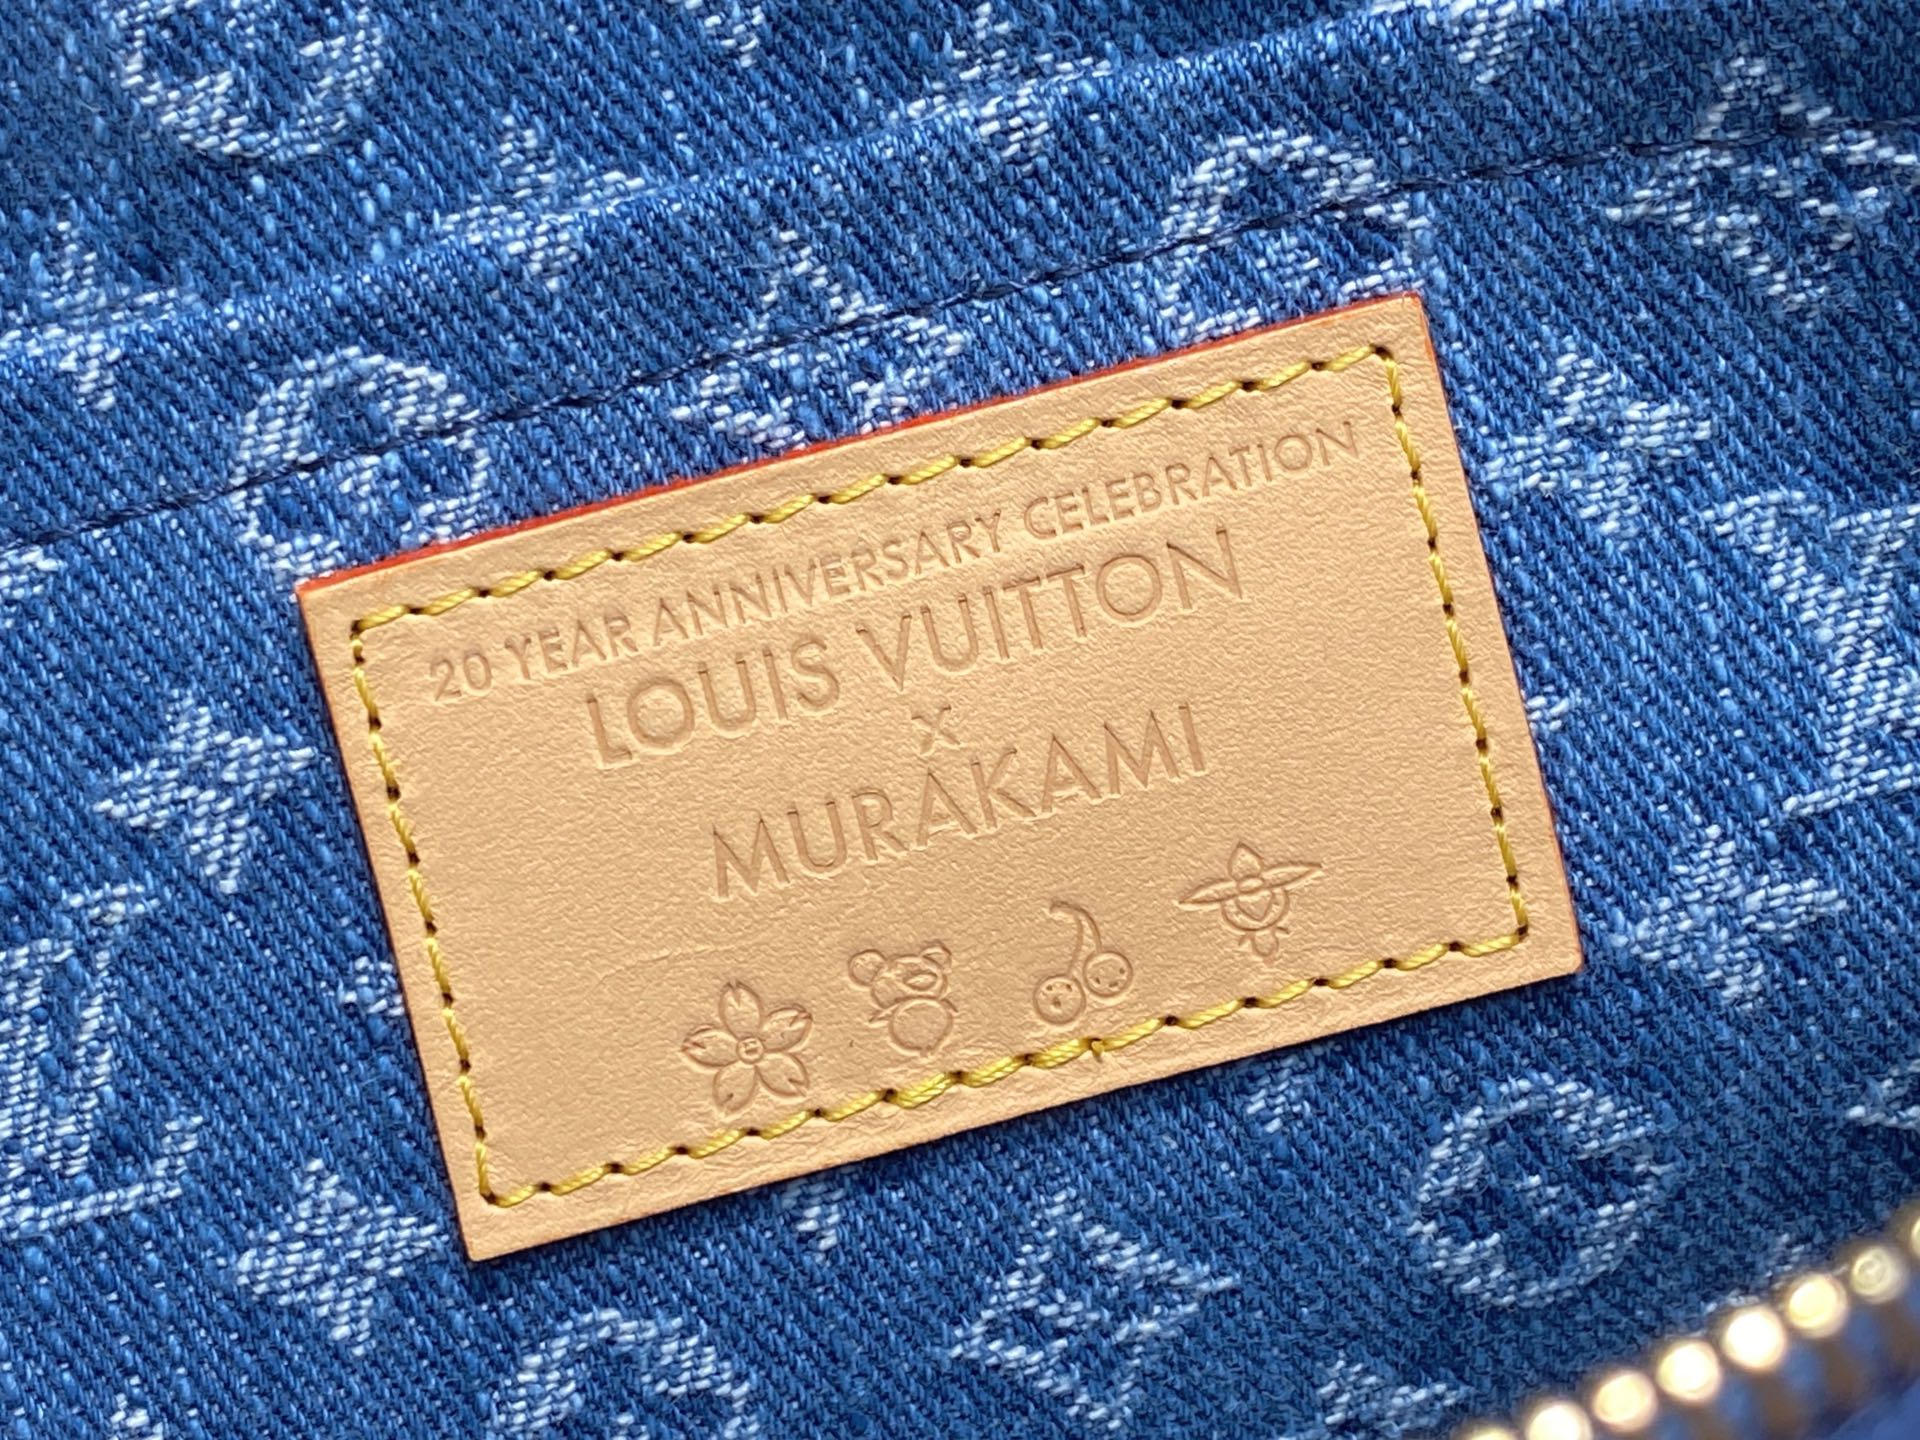 20 YEAR ANNIVERSARY CELEBRATION
LOUIS VUITTON
x
MURAKAMI